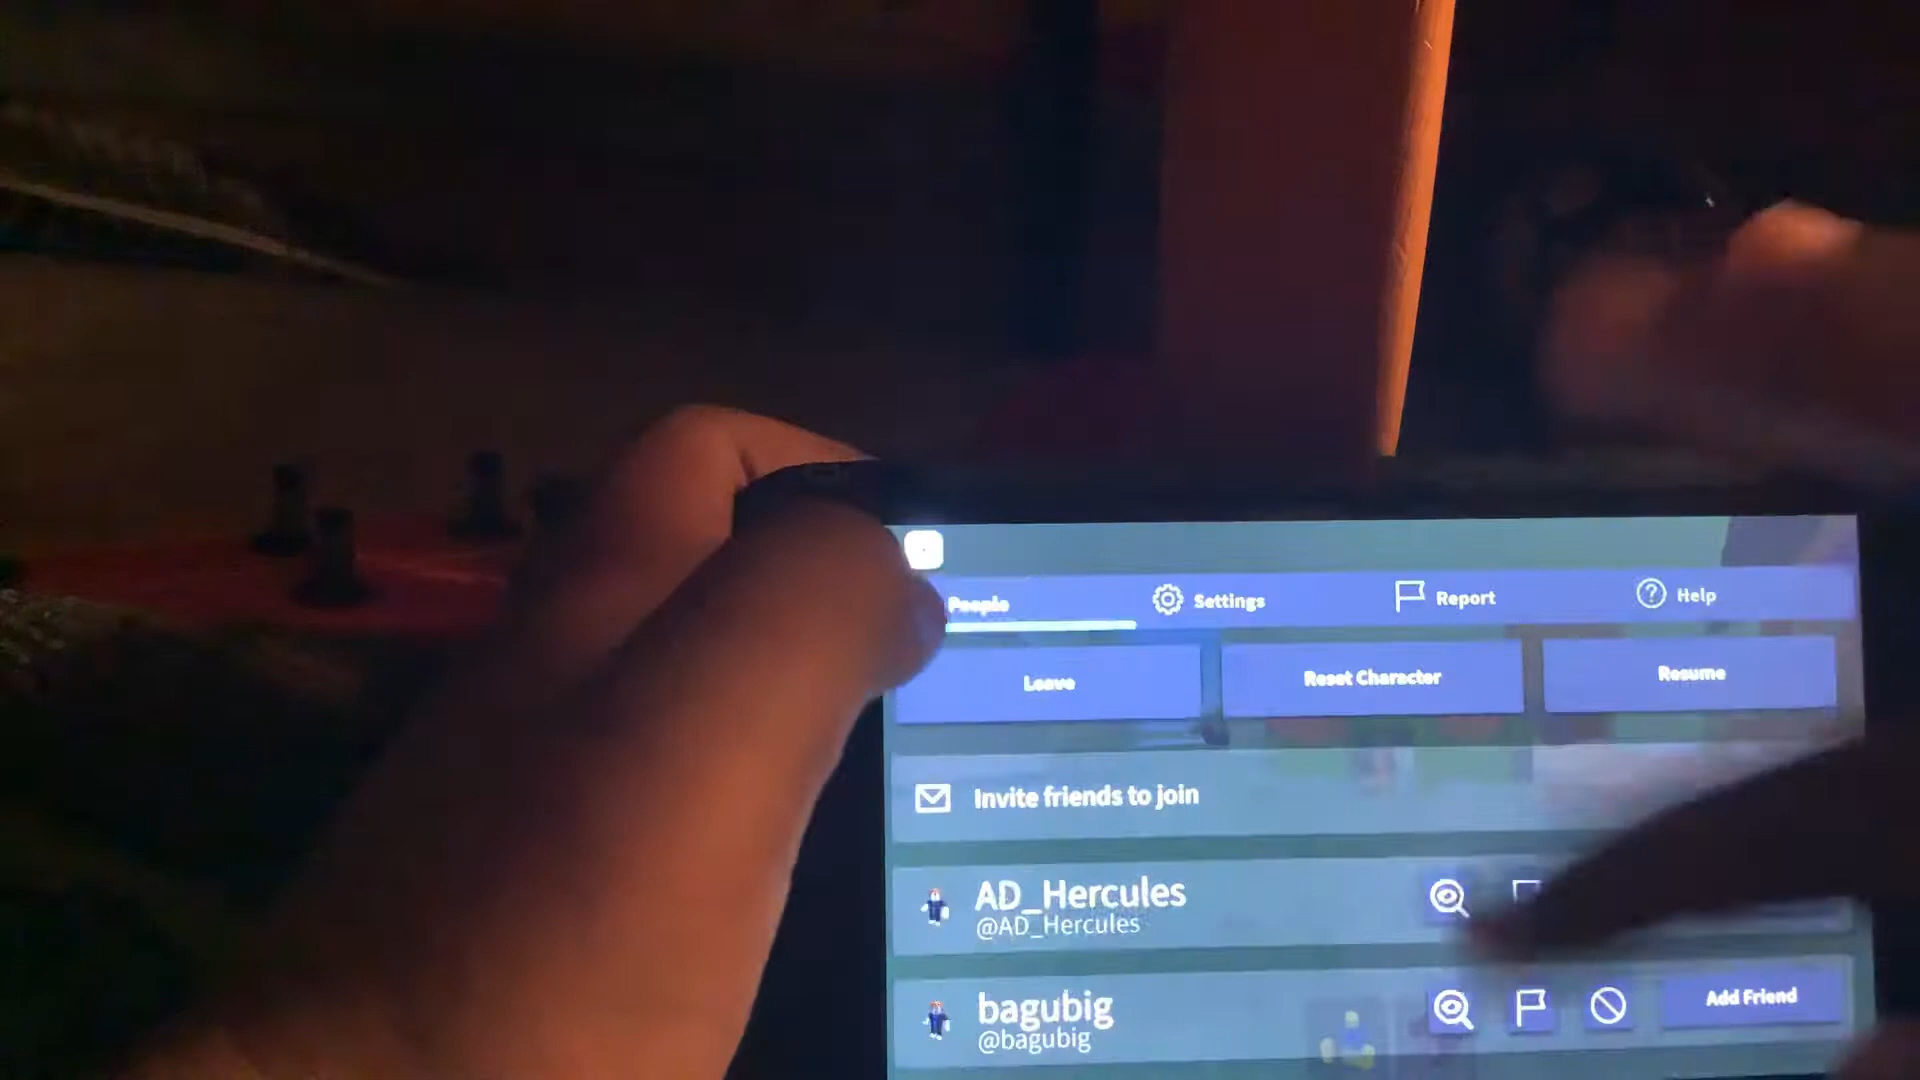 People
Settings
Report
Help
Leave
Reset Character
Resume
Invite friends to join
AD_Hercules
@AD_Hercules
bagubig
@bagubig
Add Friend